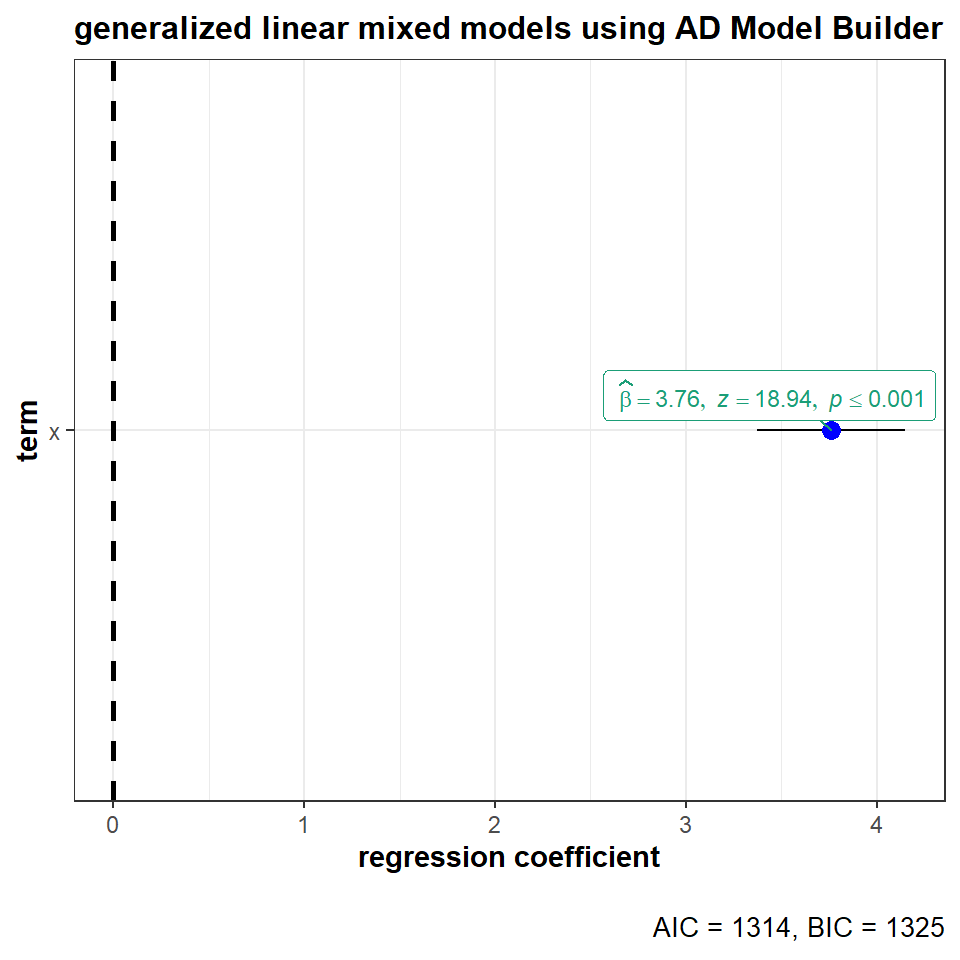 generalized linear mixed models using AD Model Builder
term
x
β̂ = 3.76, z = 18.94, p ≤ 0.001
0 1 2 3 4
regression coefficient
AIC = 1314, BIC = 1325